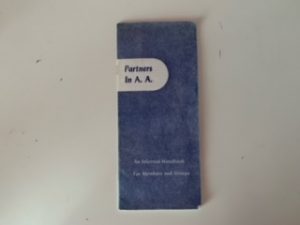 Partners
In A. A.
An Informal Handbook
For Members and Groups